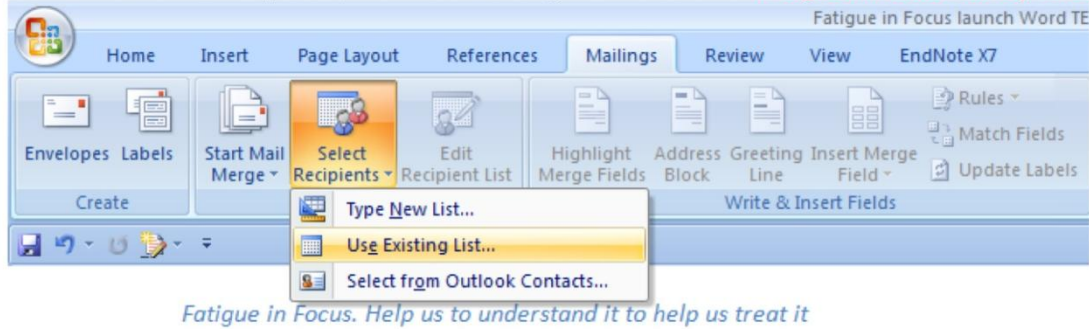 Fatigue in Focus launch Word TE
Home Insert Page Layout References Mailings Review View EndNote X7
Envelopes Labels Start Mail Merge Select Recipients Edit Recipient List Highlight Merge Fields Address Block Greeting Line Insert Merge Field
Rules
Match Fields
Update Labels
Create Write & Insert Fields
Type New List...
Use Existing List...
Select from Outlook Contacts...
Fatigue in Focus. Help us to understand it to help us treat it